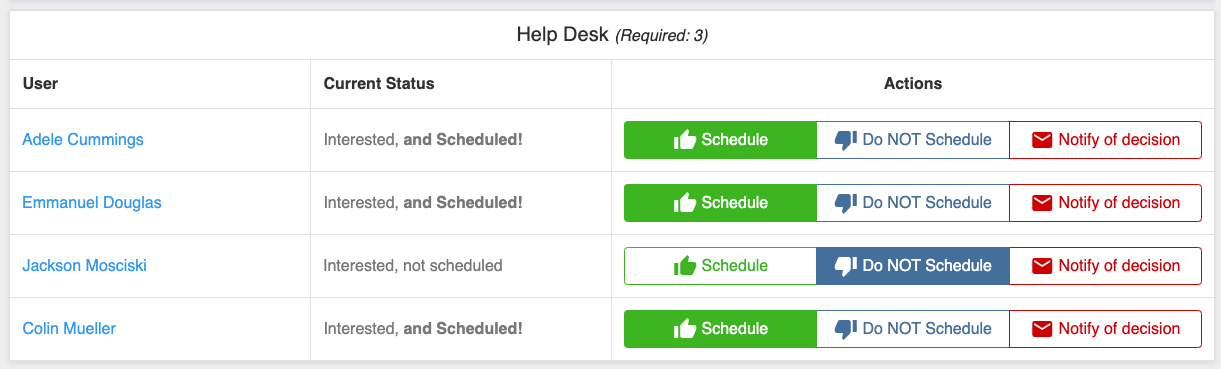 Help Desk (Required: 3)
User Current Status Actions
Adele Cummings Interested, and Scheduled! Schedule Do NOT Schedule Notify of decision
Emmanuel Douglas Interested, and Scheduled! Schedule Do NOT Schedule Notify of decision
Jackson Mosciski Interested, not scheduled Schedule Do NOT Schedule Notify of decision
Colin Mueller Interested, and Scheduled! Schedule Do NOT Schedule Notify of decision